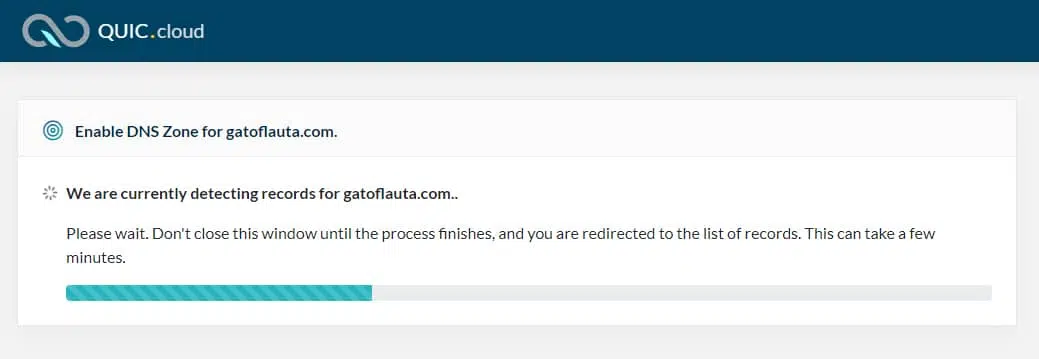 QUIC.cloud
Enable DNS Zone for gatoflauta.com.
We are currently detecting records for gatoflauta.com..
Please wait. Don't close this window until the process finishes, and you are redirected to the list of records. This can take a few
minutes.